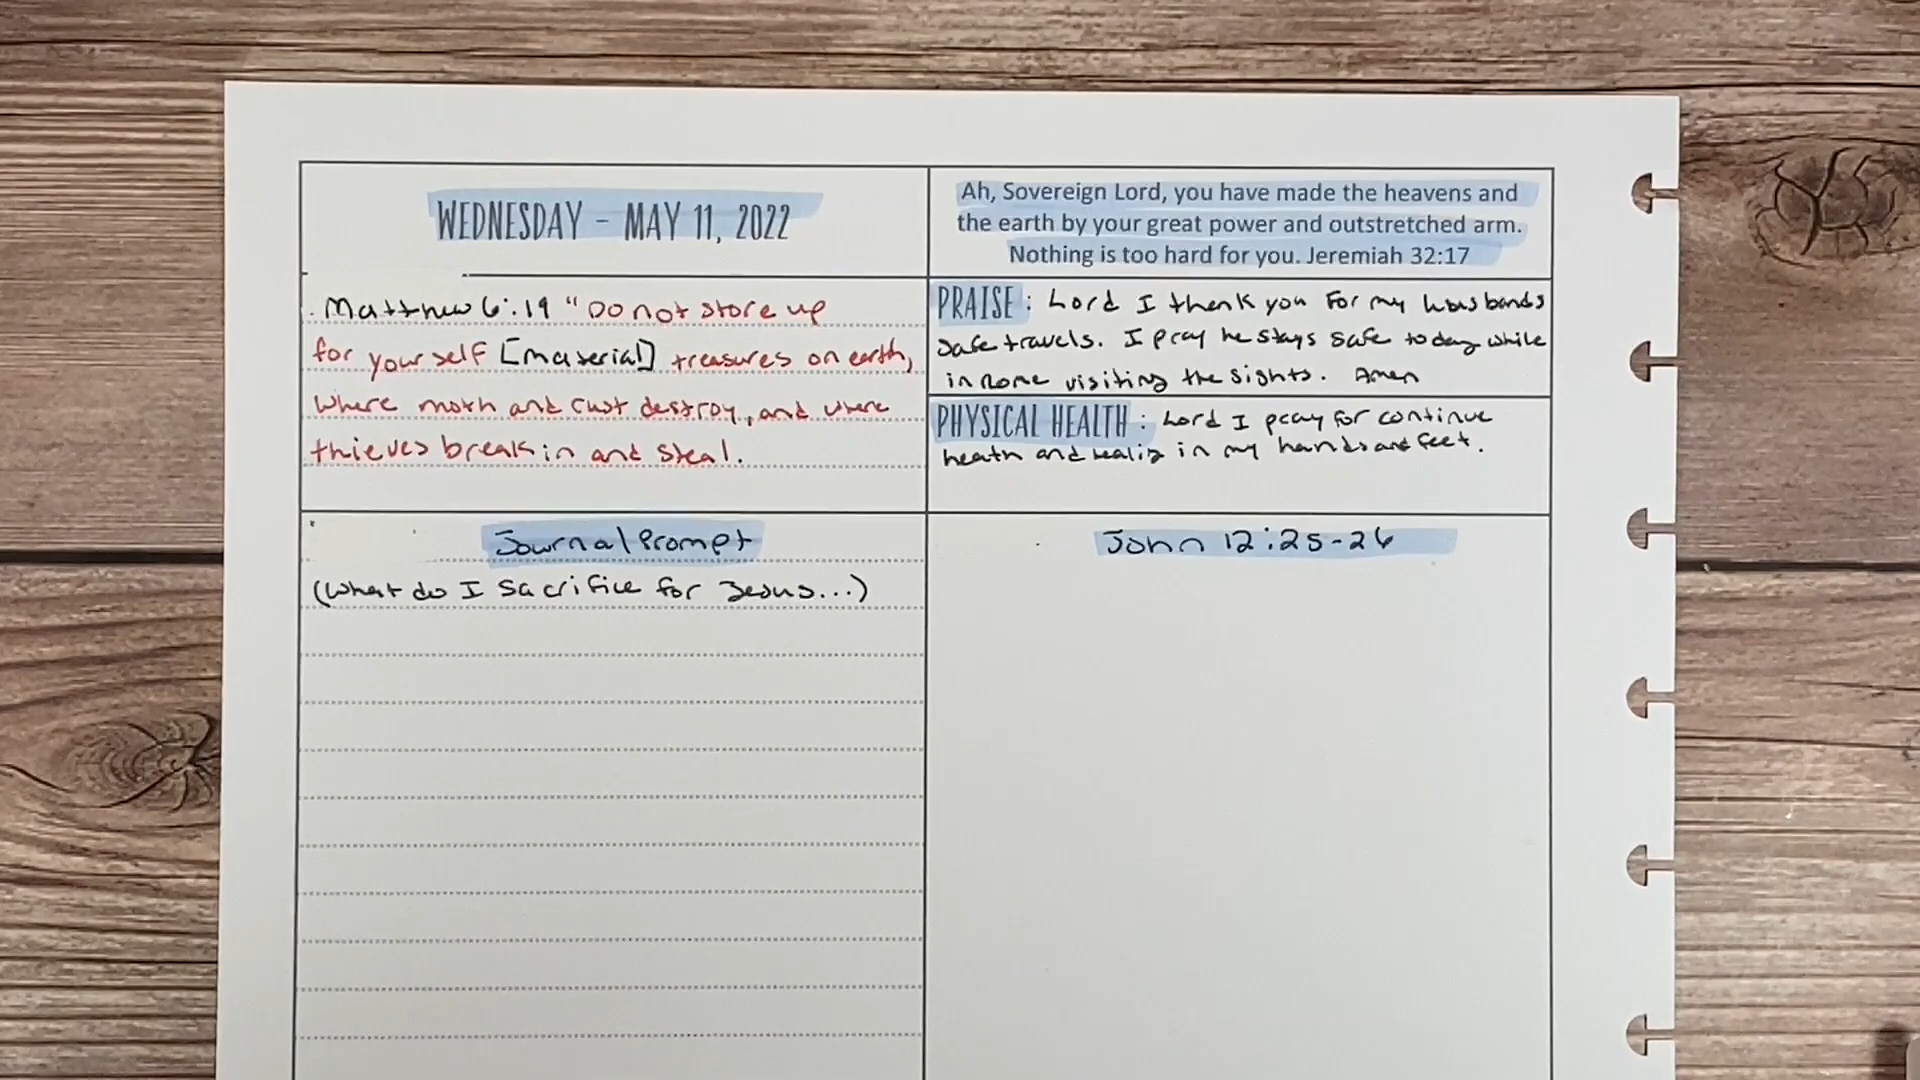 WEDNESDAY - MAY 11, 2022
Ah, Sovereign Lord, you have made the heavens and
the earth by your great power and outstretched arm.
Nothing is too hard for you. Jeremiah 32:17
Matthew 6:19 "Do not store up
for yourself [material] treasures on earth,
where moth and rust destroy, and where
thieves break in and steal.
PRAISE: Lord I thank you For my husbands
safe travels. I pray he stays safe today while
in Rome visiting the sights. Amen
PHYSICAL HEALTH: Lord I pray for continue
heath and in my hands and feet.
Journal Prompt
(What do I sacrifice for Jesus...)
John 12:25-26